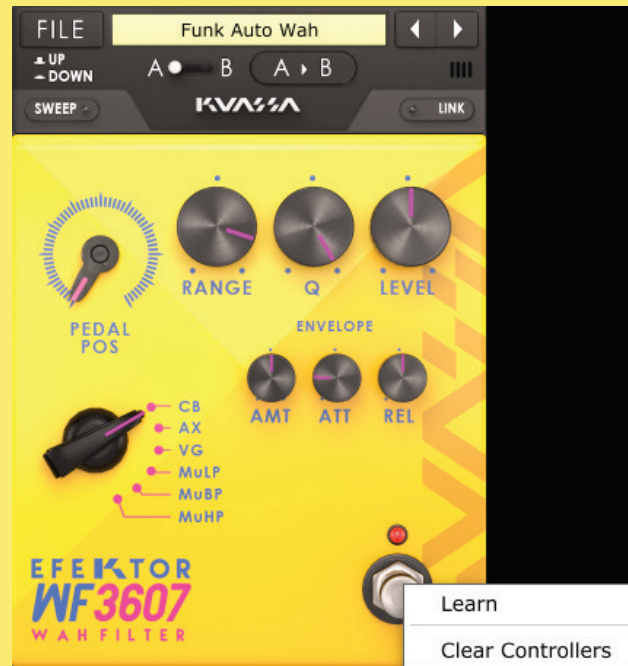 FILE
Funk Auto Wah
UP
DOWN
A B
A B
SWEEP
KVASSA
LINK
RANGE
Q
LEVEL
PEDAL
POS
ENVELOPE
AMT
ATT
REL
CB
AX
VG
MuLP
MuBP
MuHP
EFEKTOR
WF3607
WAH FILTER
Learn
Clear Controllers